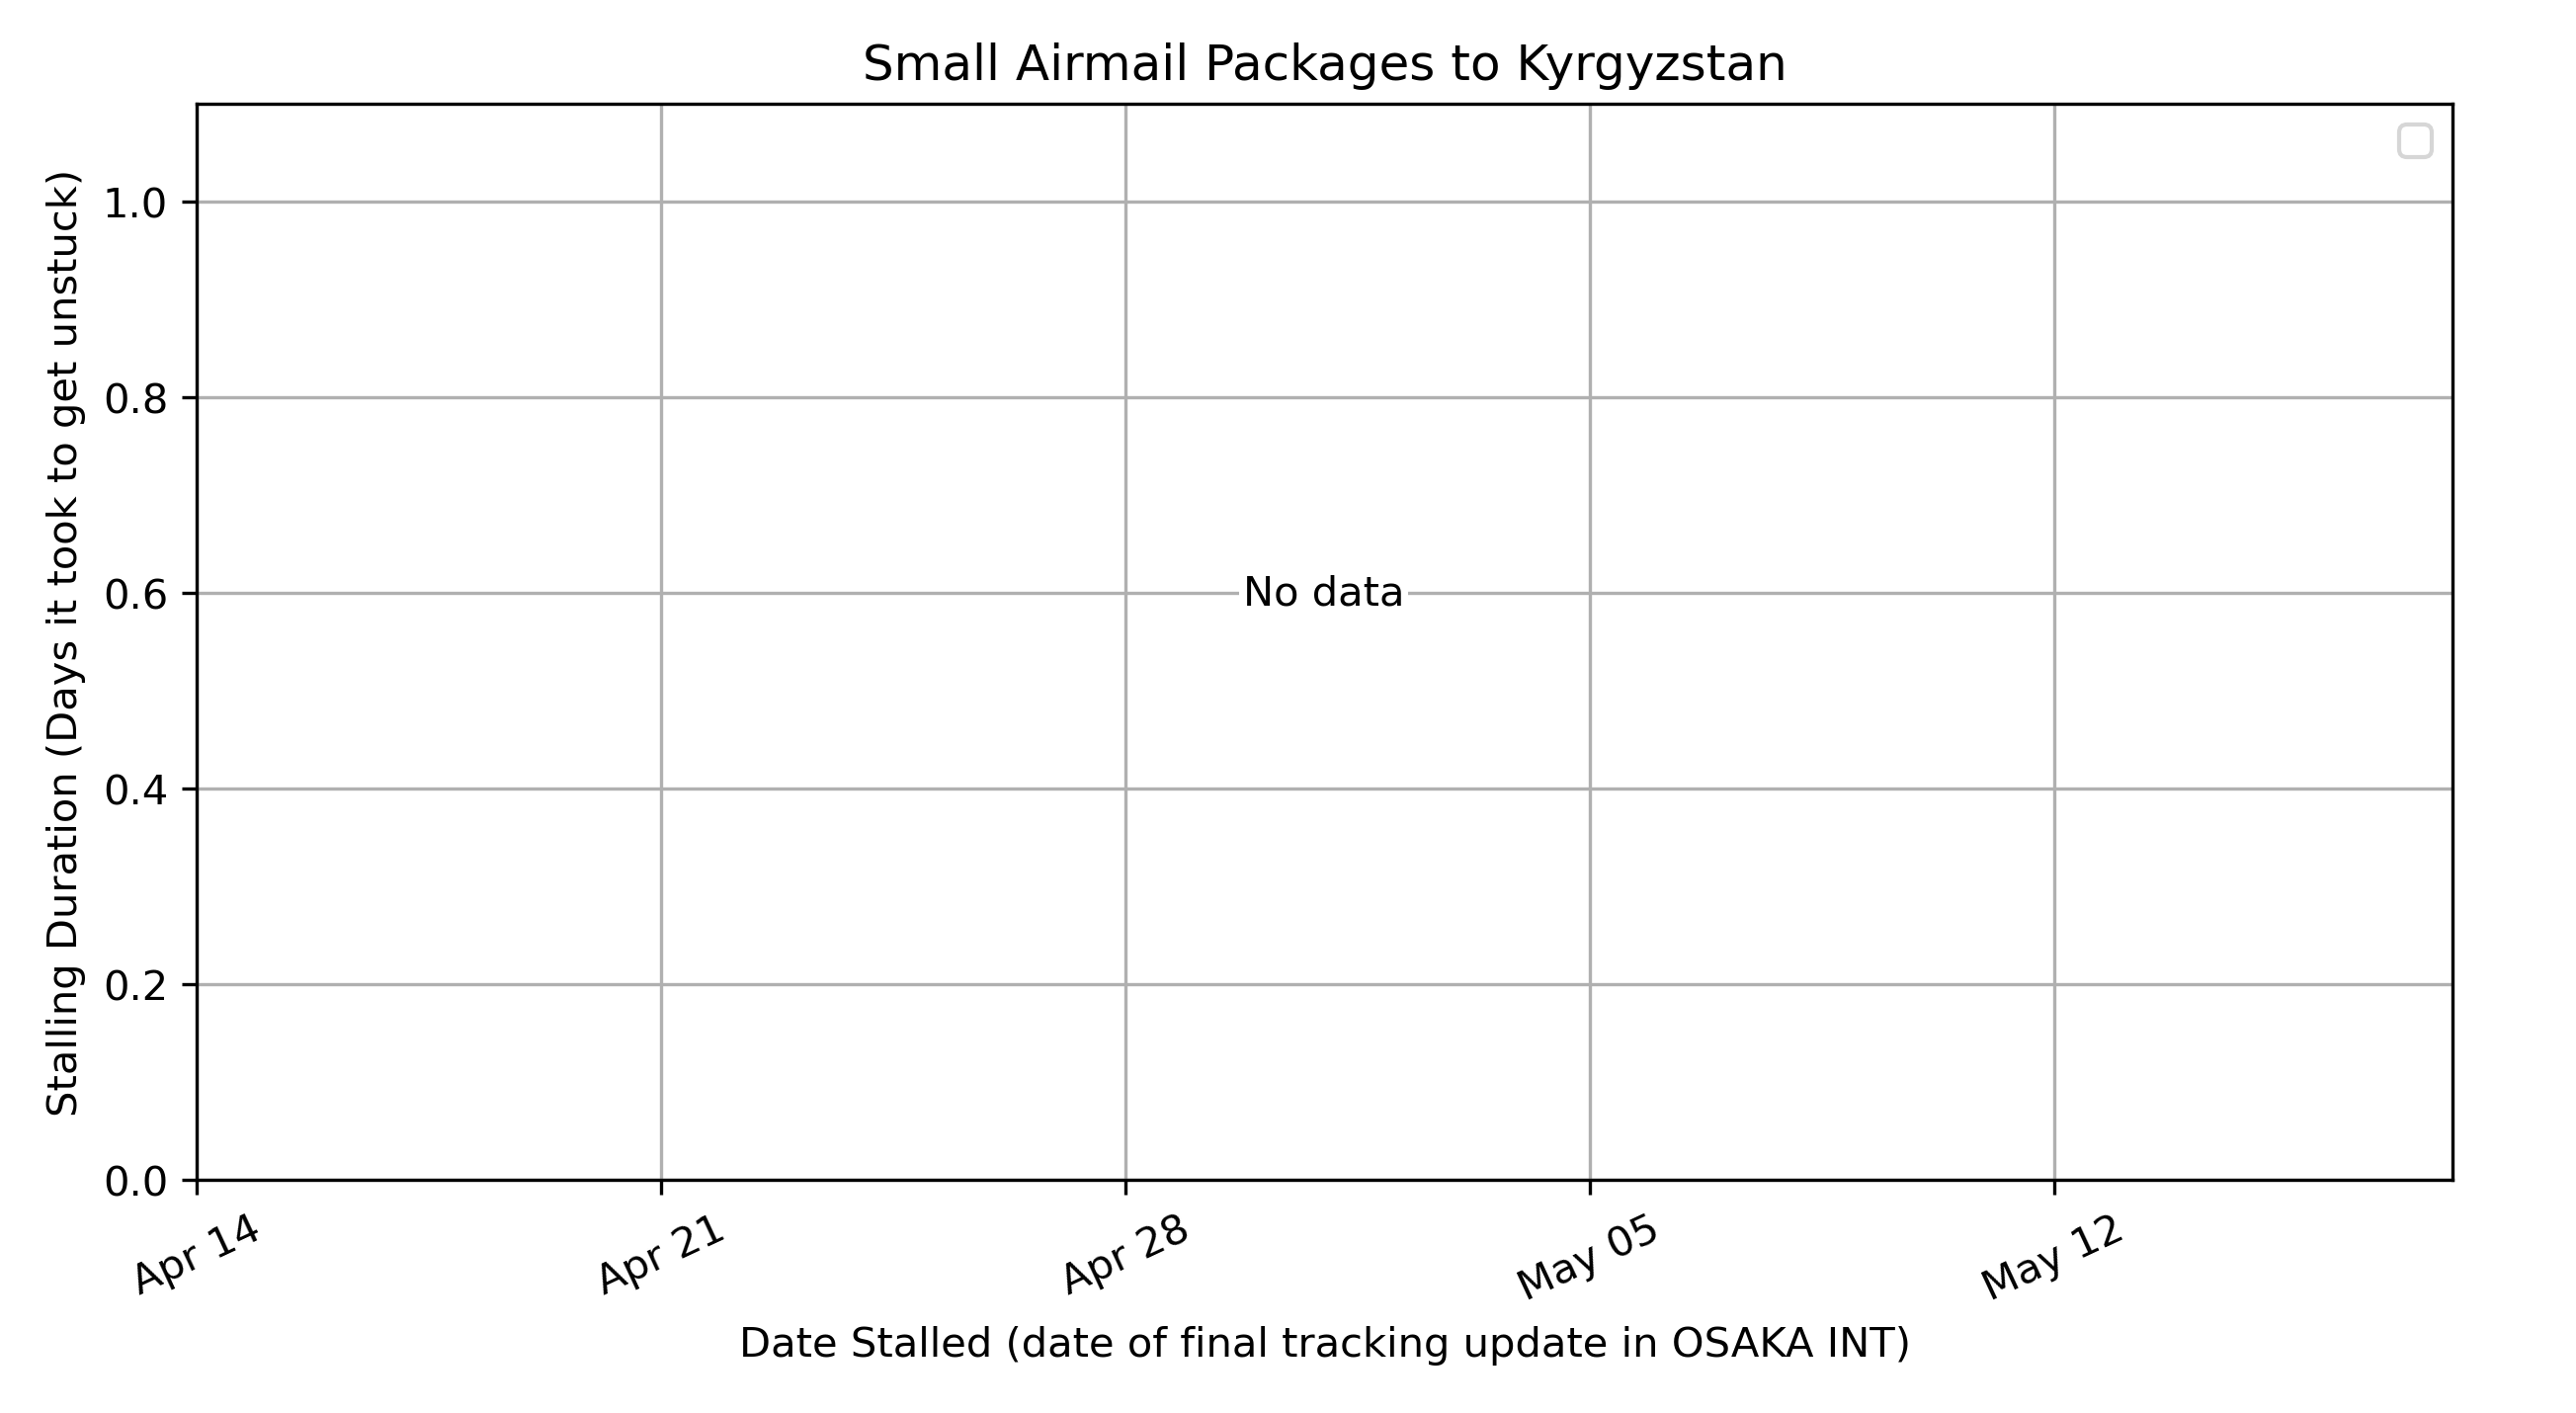 Small Airmail Packages to Kyrgyzstan
Stalling Duration (Days it took to get unstuck)
1.0
0.8
0.6
0.4
0.2
0.0
No data
Apr 14
Apr 21
Apr 28
May 05
May 12
Date Stalled (date of final tracking update in OSAKA INT)